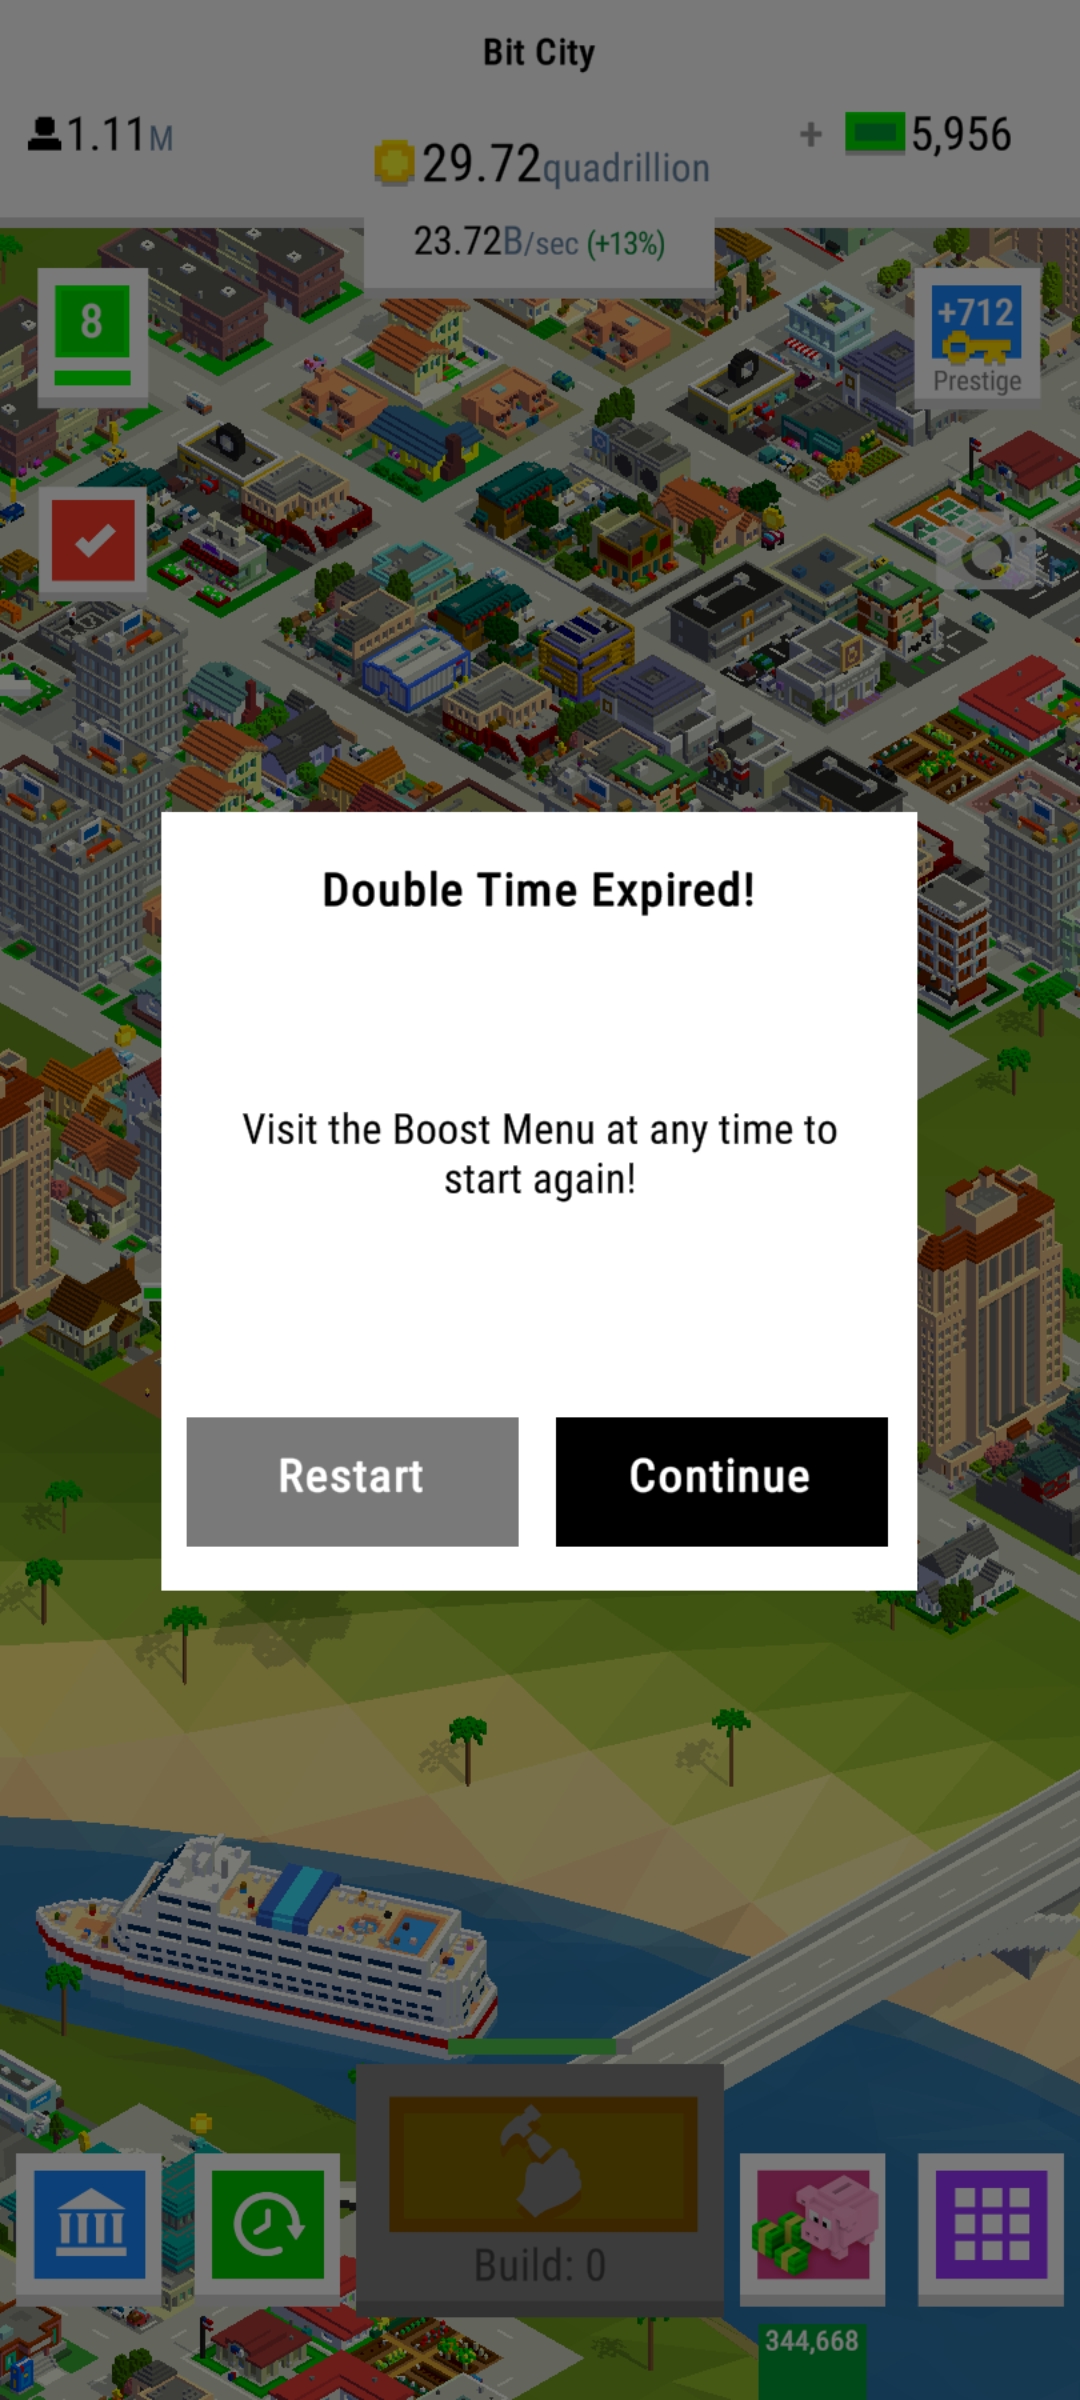 Bit City
1.11M
29.72quadrillion
+ 5,956
23.72B/sec (+13%)
8
+712
Prestige
Double Time Expired!
Visit the Boost Menu at any time to
start again!
Restart
Continue
Build: 0
344,668